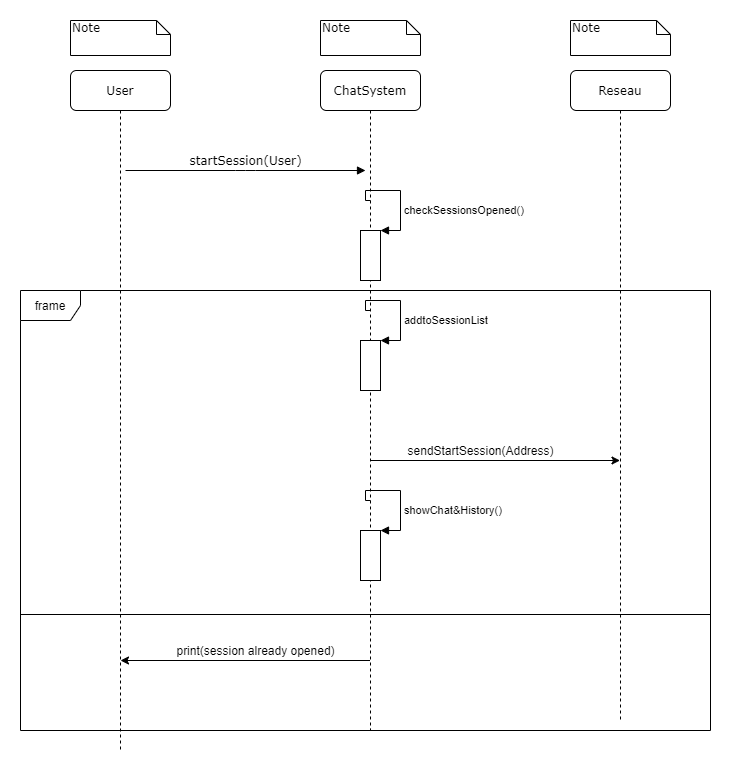 Note
Note
Note
User
ChatSystem
Reseau
startSession(User)
checkSessionsOpened()
frame
addtoSessionList
sendStartSession(Address)
showChat&History()
print(session already opened)